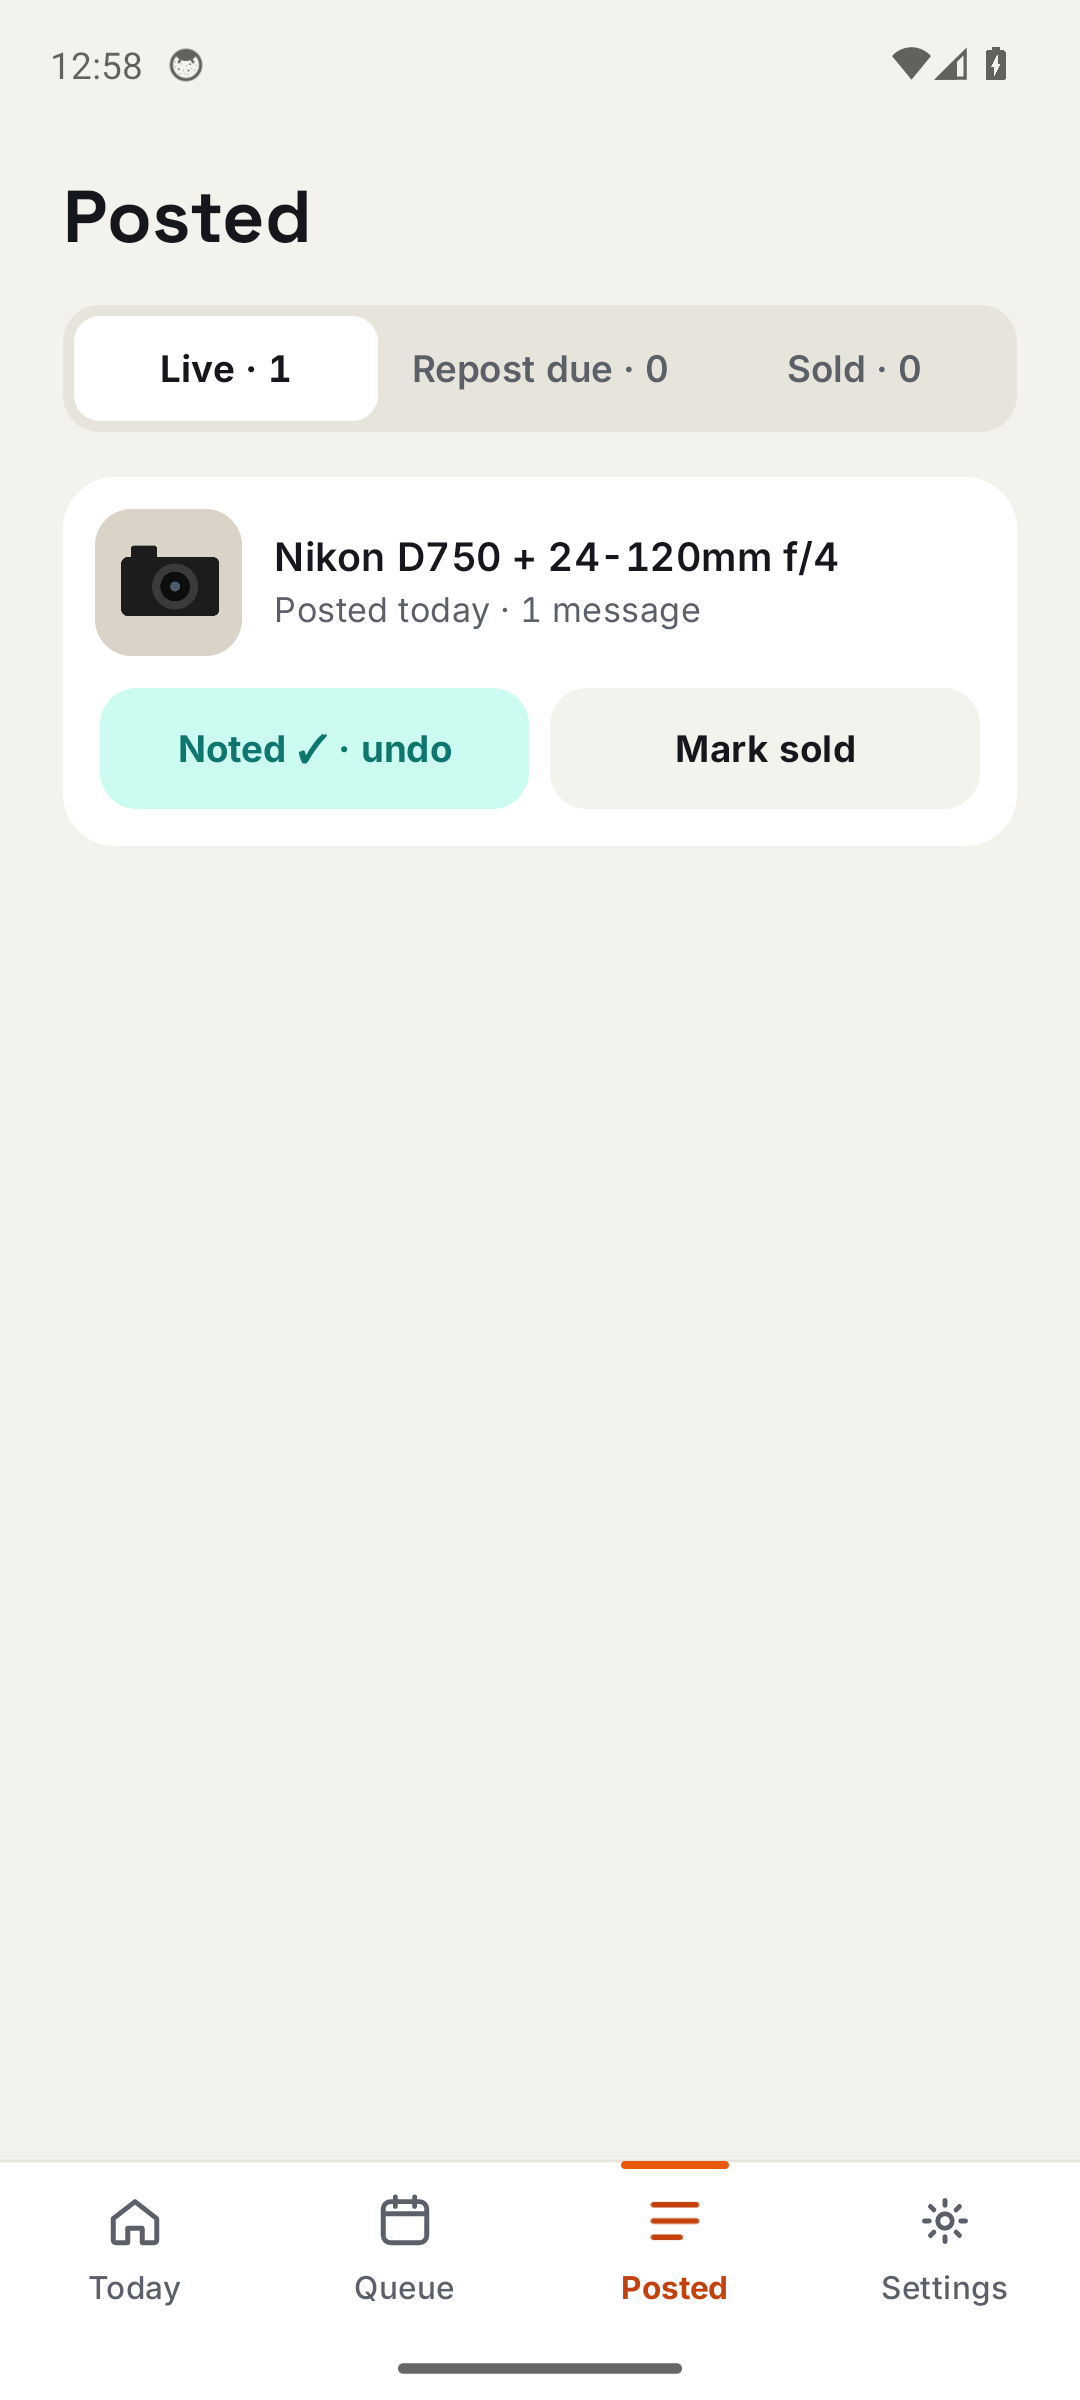 12:58
Posted
Live · 1
Repost due · 0
Sold · 0
Nikon D750 + 24-120mm f/4
Posted today · 1 message
Noted ✓ · undo
Mark sold
Today
Queue
Posted
Settings